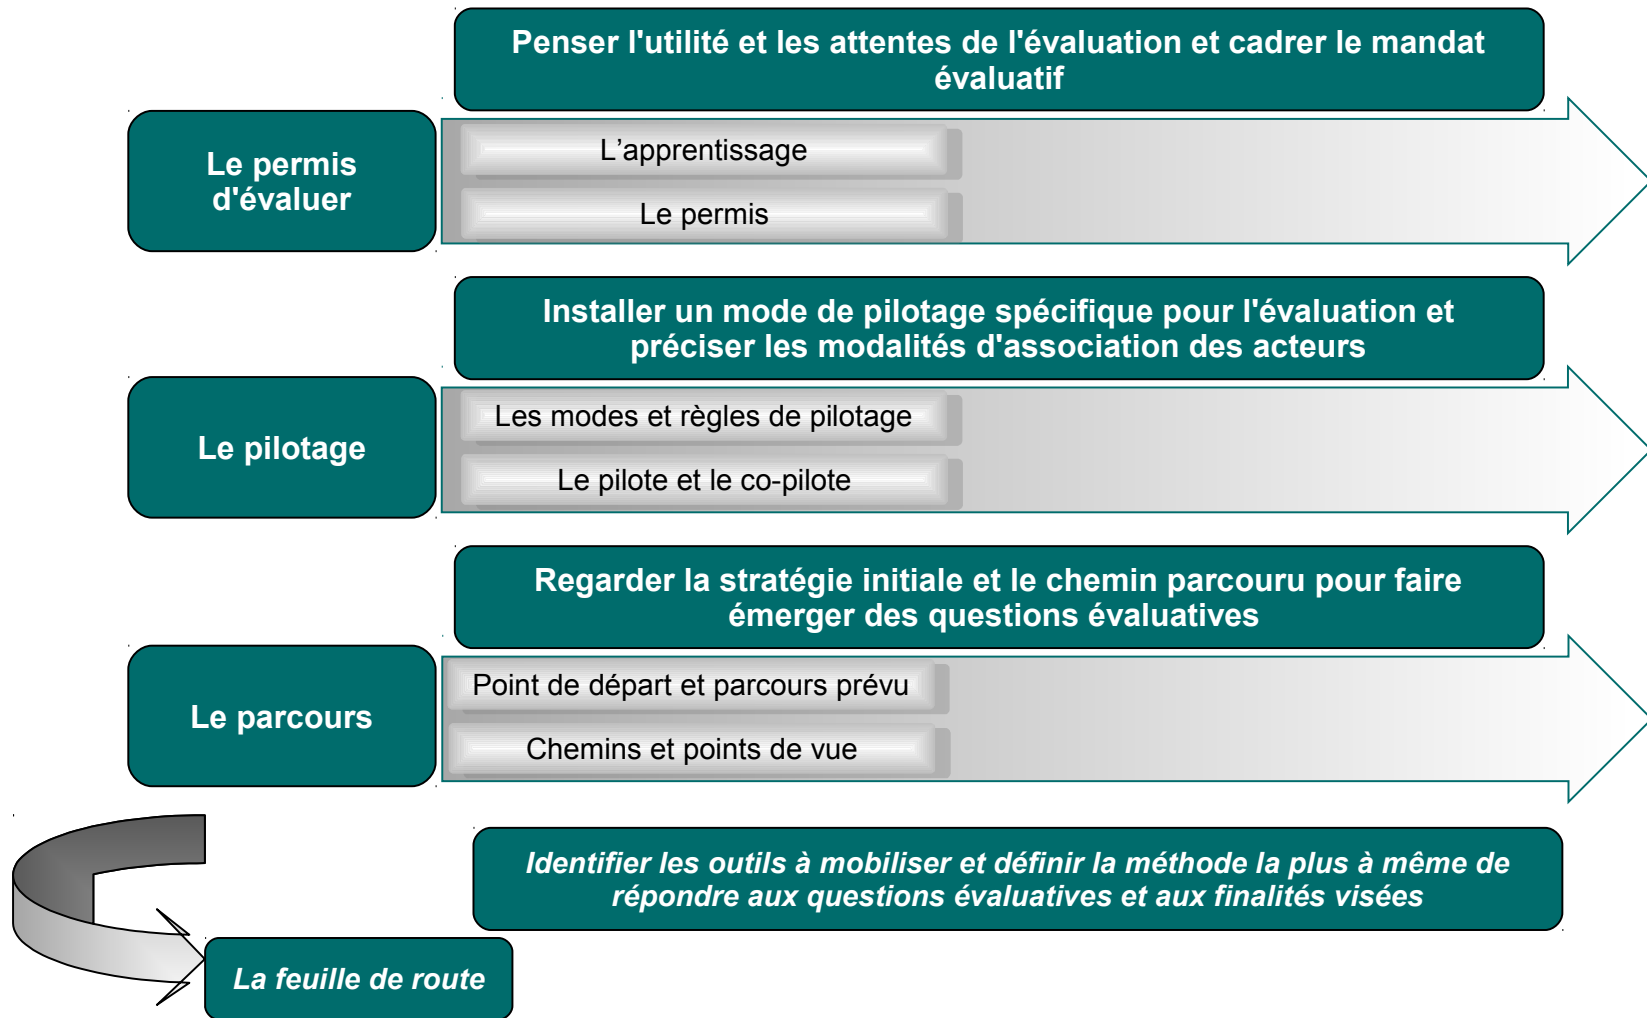 Penser l'utilité et les attentes de l'évaluation et cadrer le mandat
évaluatif
Le permis
d'évaluer
L’apprentissage
Le permis
Installer un mode de pilotage spécifique pour l'évaluation et
préciser les modalités d'association des acteurs
Le pilotage
Les modes et règles de pilotage
Le pilote et le co-pilote
Regarder la stratégie initiale et le chemin parcouru pour faire
émerger des questions évaluatives
Le parcours
Point de départ et parcours prévu
Chemins et points de vue
Identifier les outils à mobiliser et définir la méthode la plus à même de
répondre aux questions évaluatives et aux finalités visées
La feuille de route